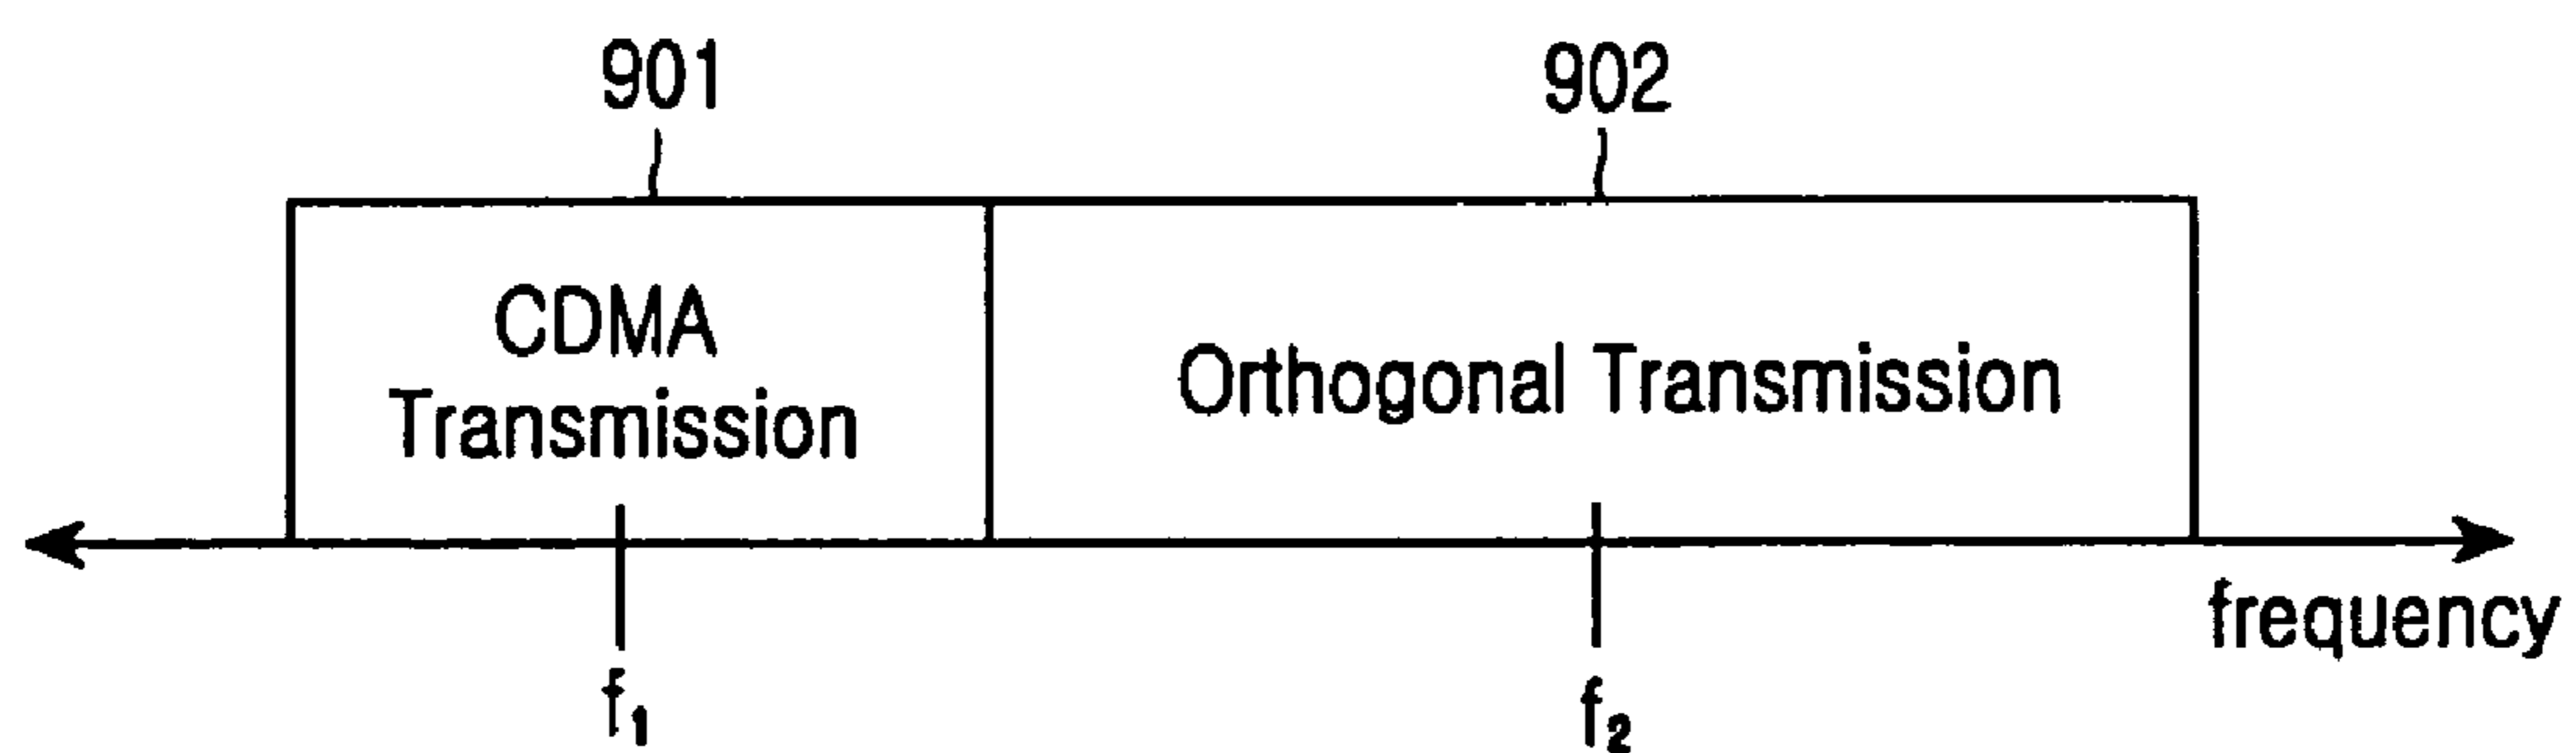 901
902
CDMA
Transmission
Orthogonal Transmission
frequency
f₁
f₂